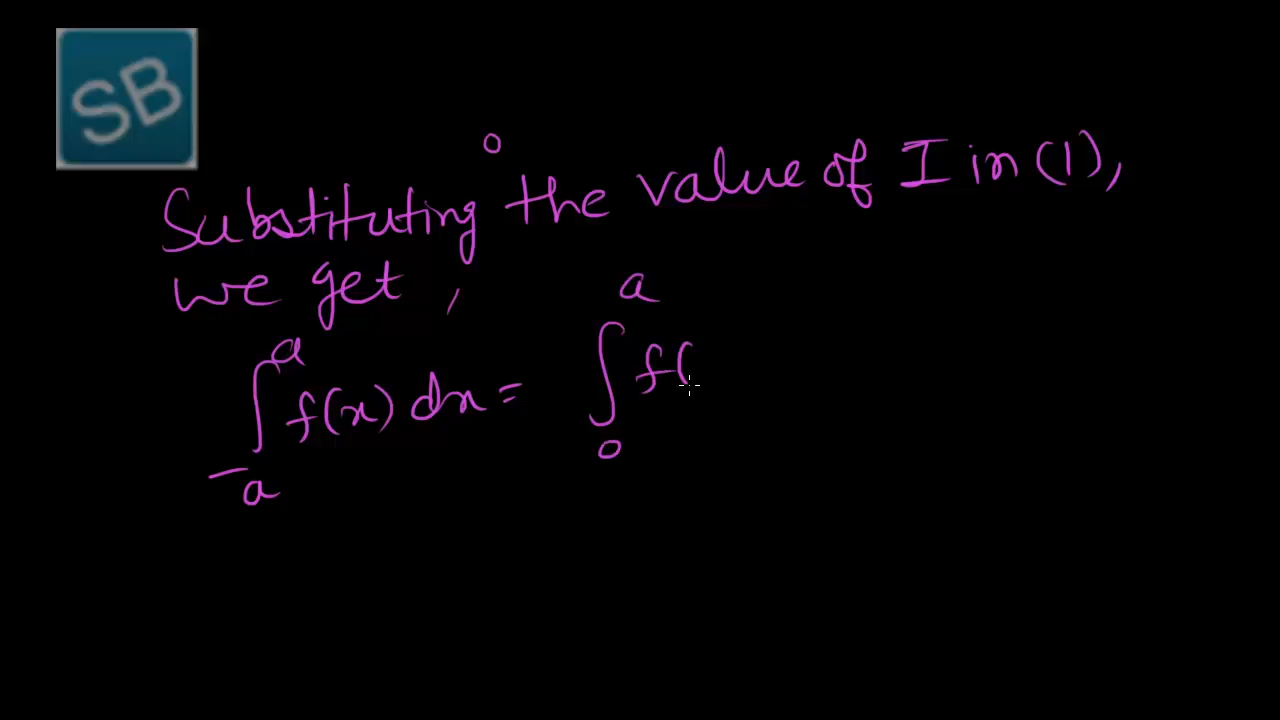 SB
Substituting the value of I in (1),
we get,
∫_{-a}^{a} f(x) dx = ∫_{0}^{a} f(